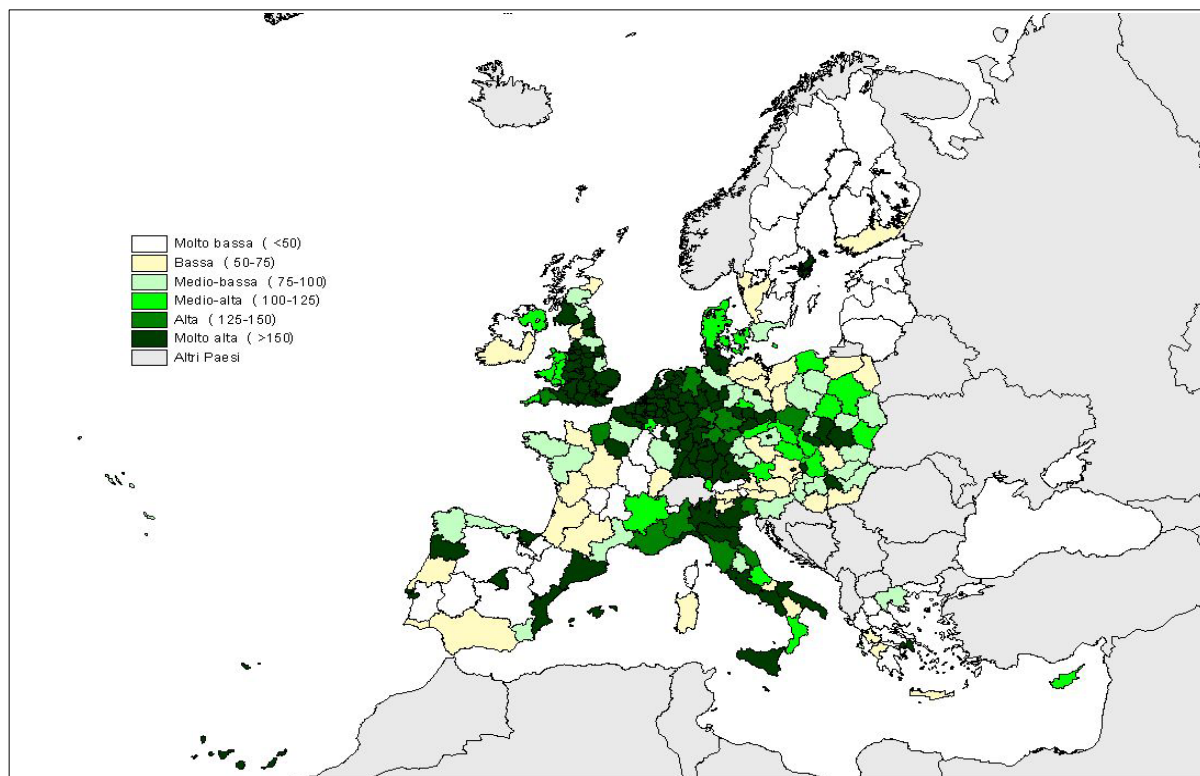 Molto bassa ( <50)
Bassa ( 50-75)
Medio-bassa ( 75-100)
Medio-alta ( 100-125)
Alta ( 125-150)
Molto alta ( >150)
Altri Paesi